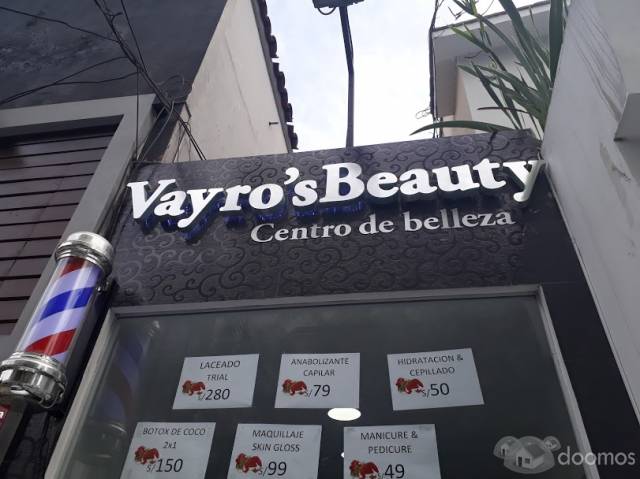 Vayro'sBeauty
Centro de belleza
LACEADO
TRIAL
S/280
ANABOLIZANTE
CAPILAR
S/79
HIDRATACION &
CEPILLADO
S/50
BOTOX DE COCO
2x1
S/150
MAQUILLAJE
SKIN GLOSS
S/99
MANICURE &
PEDICURE
S/49
doomos